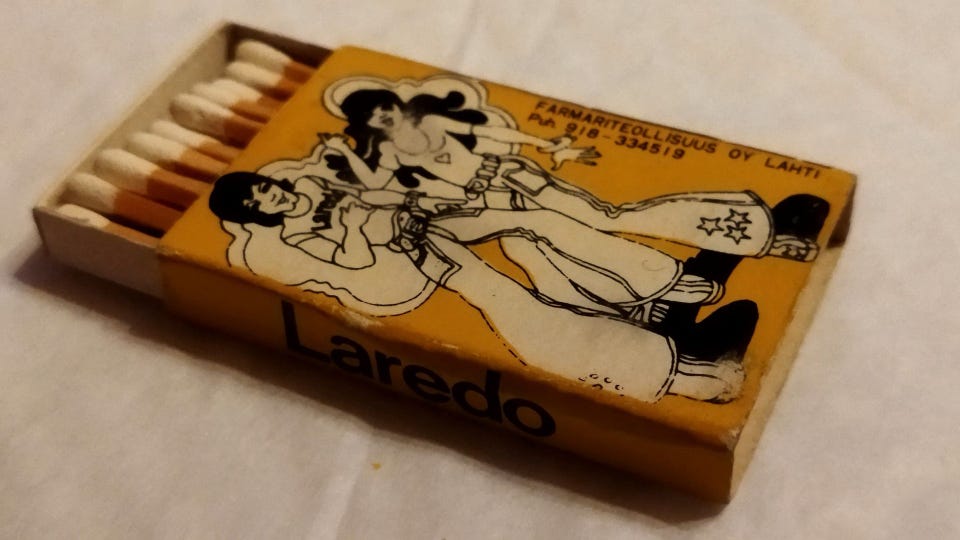 FARMARITEOLLISUUS OY LAHTI
Puh. 918-334519
Laredo